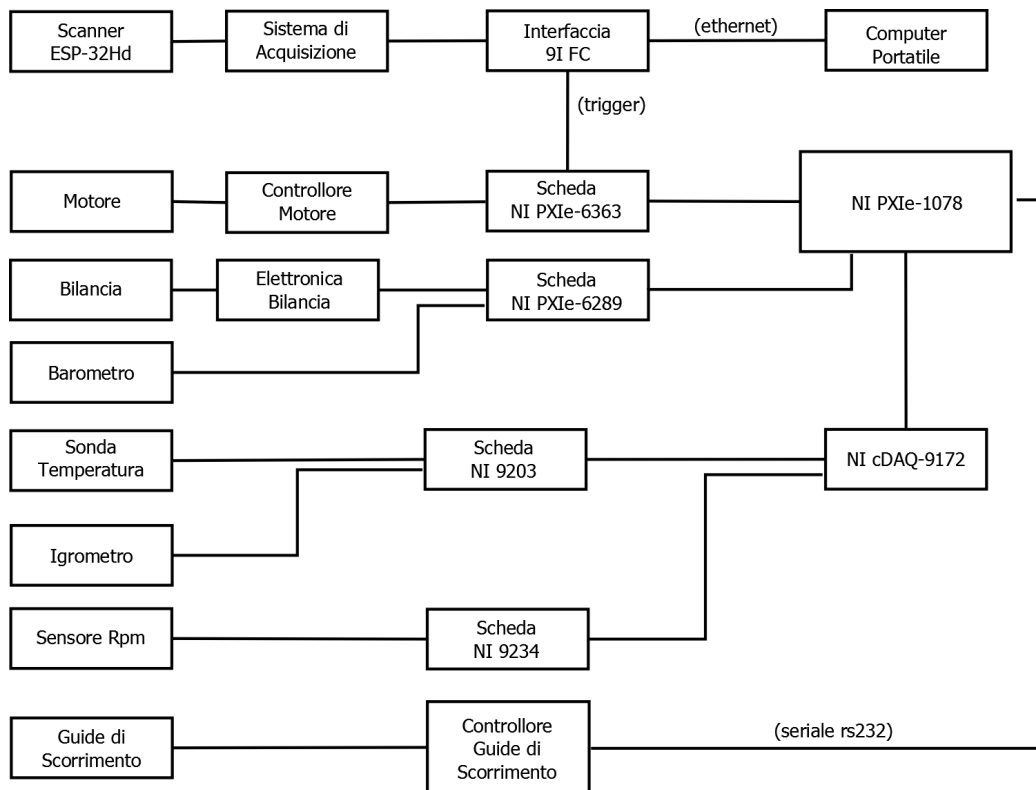 Scanner
ESP-32Hd
Sistema di
Acquisizione
Interfaccia
9I FC
(ethernet)
Computer
Portatile
(trigger)
Motore
Controllore
Motore
Scheda
NI PXIe-6363
NI PXIe-1078
Bilancia
Elettronica
Bilancia
Scheda
NI PXIe-6289
Barometro
Sonda
Temperatura
Scheda
NI 9203
NI cDAQ-9172
Igrometro
Sensore Rpm
Scheda
NI 9234
Guide di
Scorrimento
Controllore
Guide di
Scorrimento
(seriale rs232)